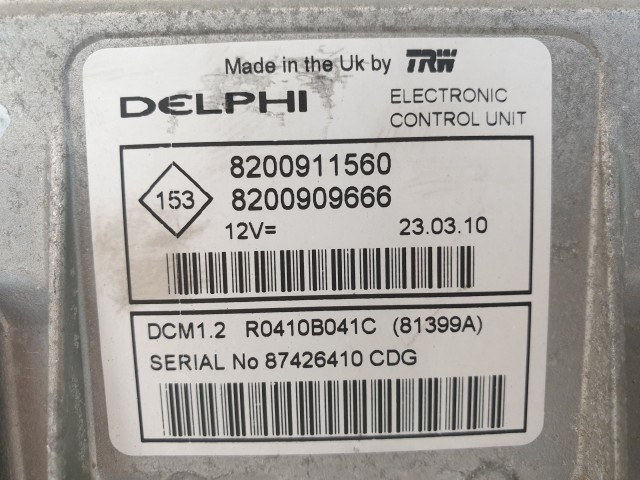 Made in the Uk by TRW
DELPHI
ELECTRONIC
CONTROL UNIT
153
8200911560
8200909666
12V= 23.03.10
DCM1.2 R0410B041C (81399A)
SERIAL No 87426410 CDG